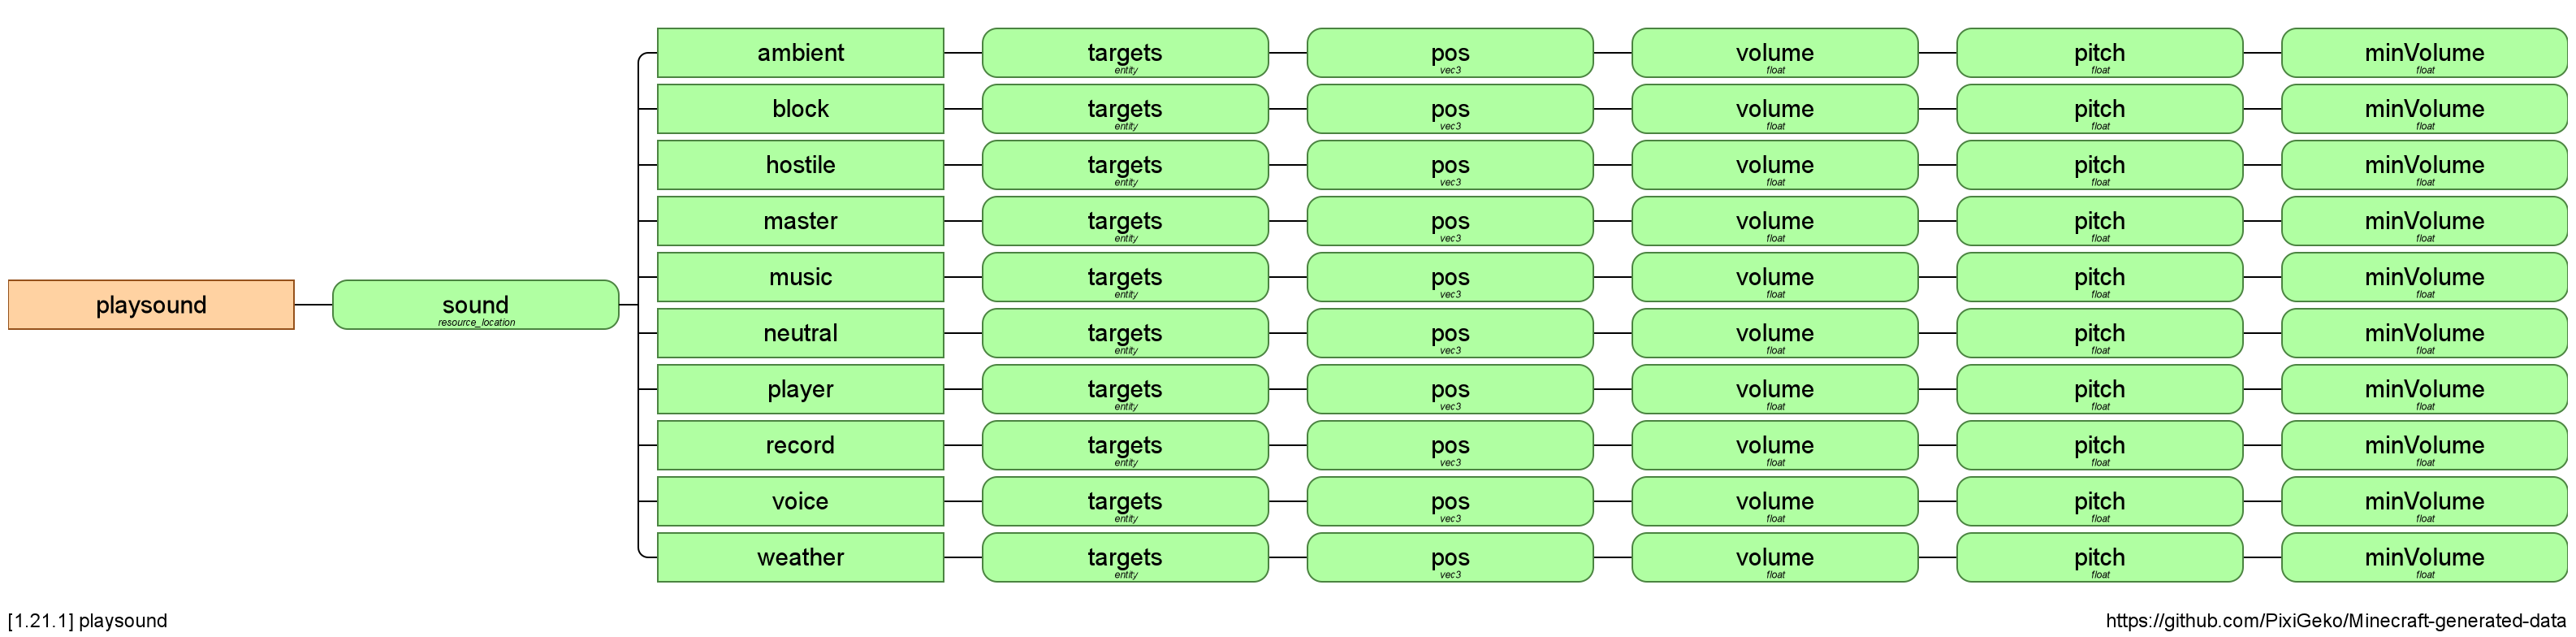 ambient targets pos volume pitch minVolume
entity vec3 float float float
block targets pos volume pitch minVolume
entity vec3 float float float
hostile targets pos volume pitch minVolume
entity vec3 float float float
master targets pos volume pitch minVolume
entity vec3 float float float
music targets pos volume pitch minVolume
entity vec3 float float float
playsound sound
resource_location
neutral targets pos volume pitch minVolume
entity vec3 float float float
player targets pos volume pitch minVolume
entity vec3 float float float
record targets pos volume pitch minVolume
entity vec3 float float float
voice targets pos volume pitch minVolume
entity vec3 float float float
weather targets pos volume pitch minVolume
entity vec3 float float float
[1.21.1] playsound https://github.com/PixiGeko/Minecraft-generated-data